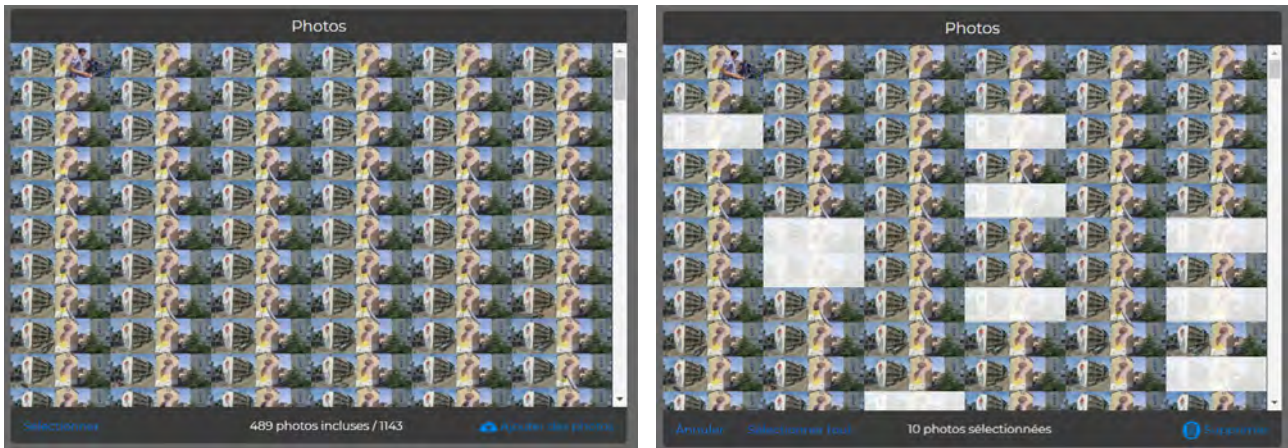 Photos
Sélectionner
489 photos incluses / 1143
Ajouter des photos
Photos
Annuler
Sélectionner tout
10 photos sélectionnées
Supprimer